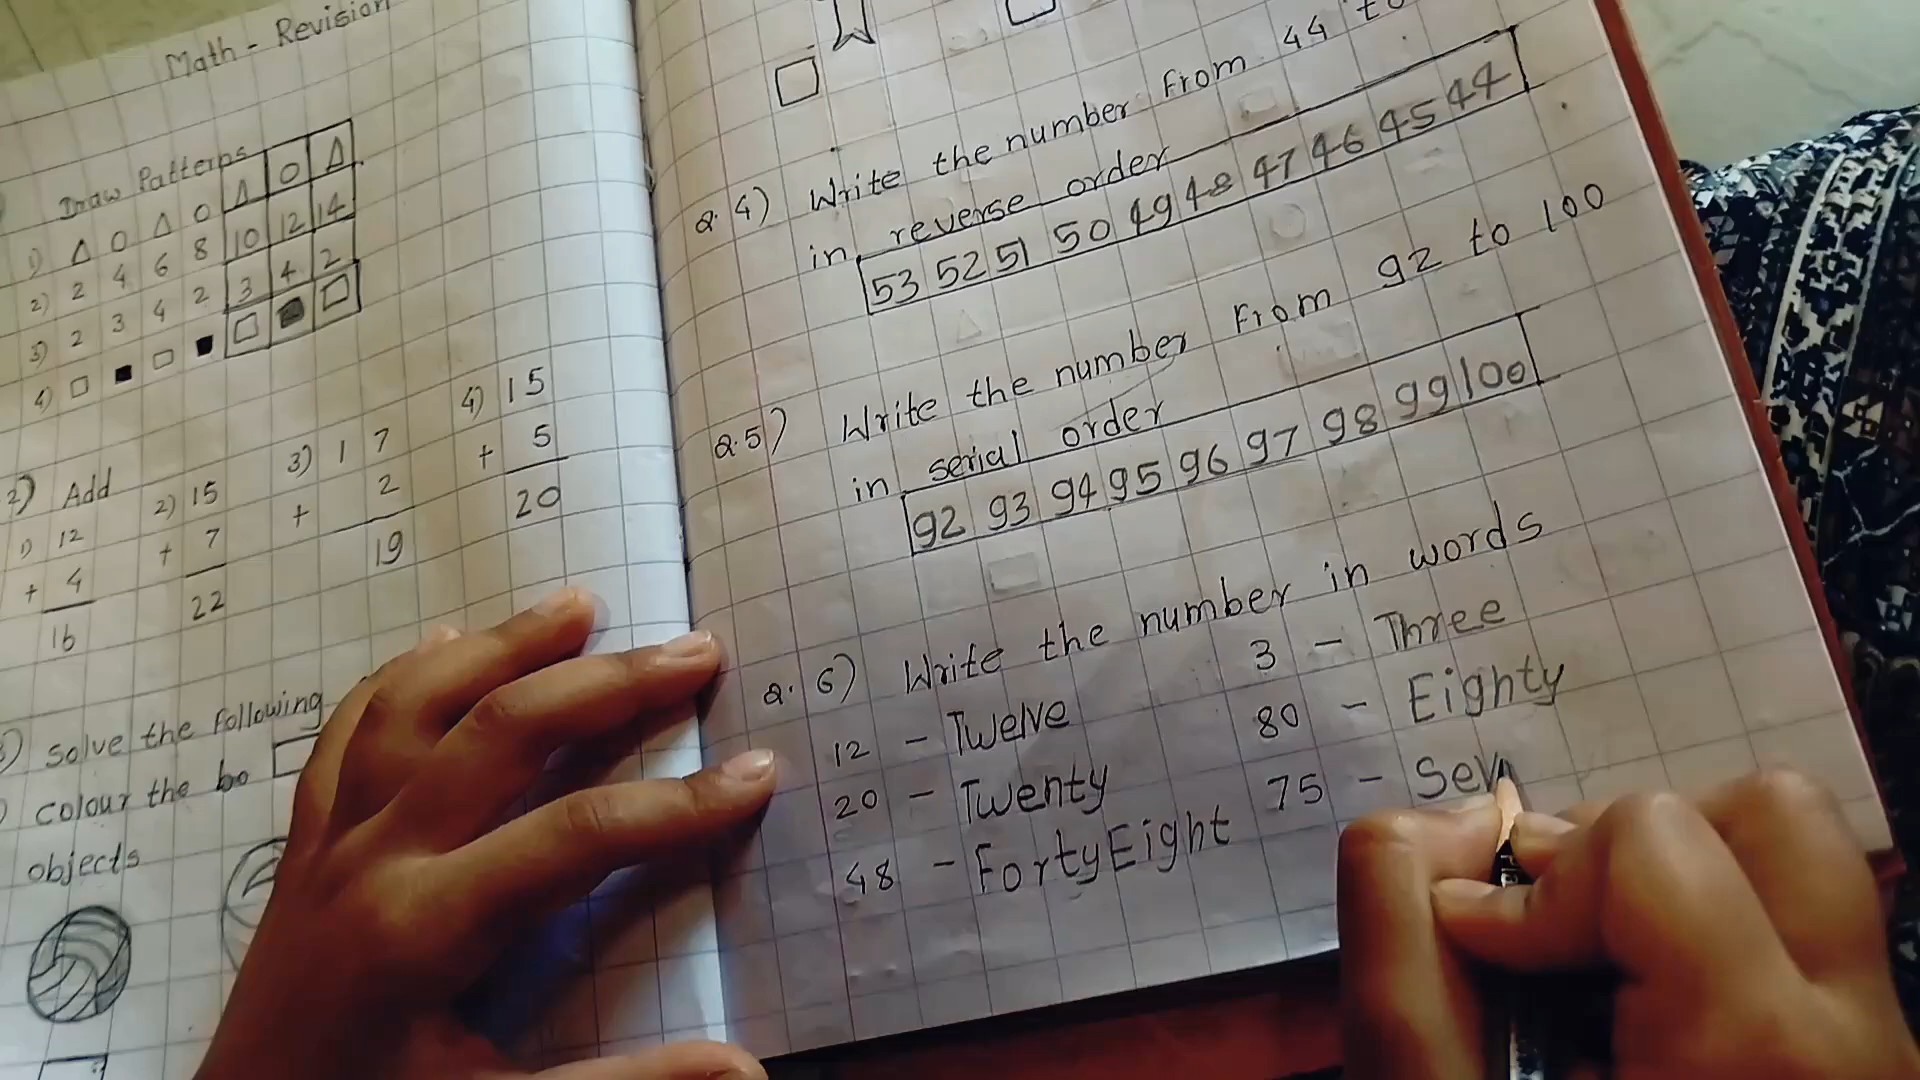 Math - Revision
Draw Patterns
1) Δ O Δ O Δ O Δ
2) 2 4 6 8 10 12 14
3) 2 3 4 2 3 4 2
4) □ ■ □ ■ □ ■ □
2) Add
1) 12
+ 4
16
2) 15
+ 7
22
3) 17
+ 2
19
4) 15
+ 5
20
Solve the following
Colour the bo
objects
Q.4) Write the number From 44 to
in reverse order
53 52 51 50 49 48 47 46 45 44
Q.5) Write the number From 92 to 100
in serial order
92 93 94 95 96 97 98 99 100
Q.6) Write the number in words
12 - Twelve 3 - Three
20 - Twenty 80 - Eighty
48 - FortyEight 75 - Sev